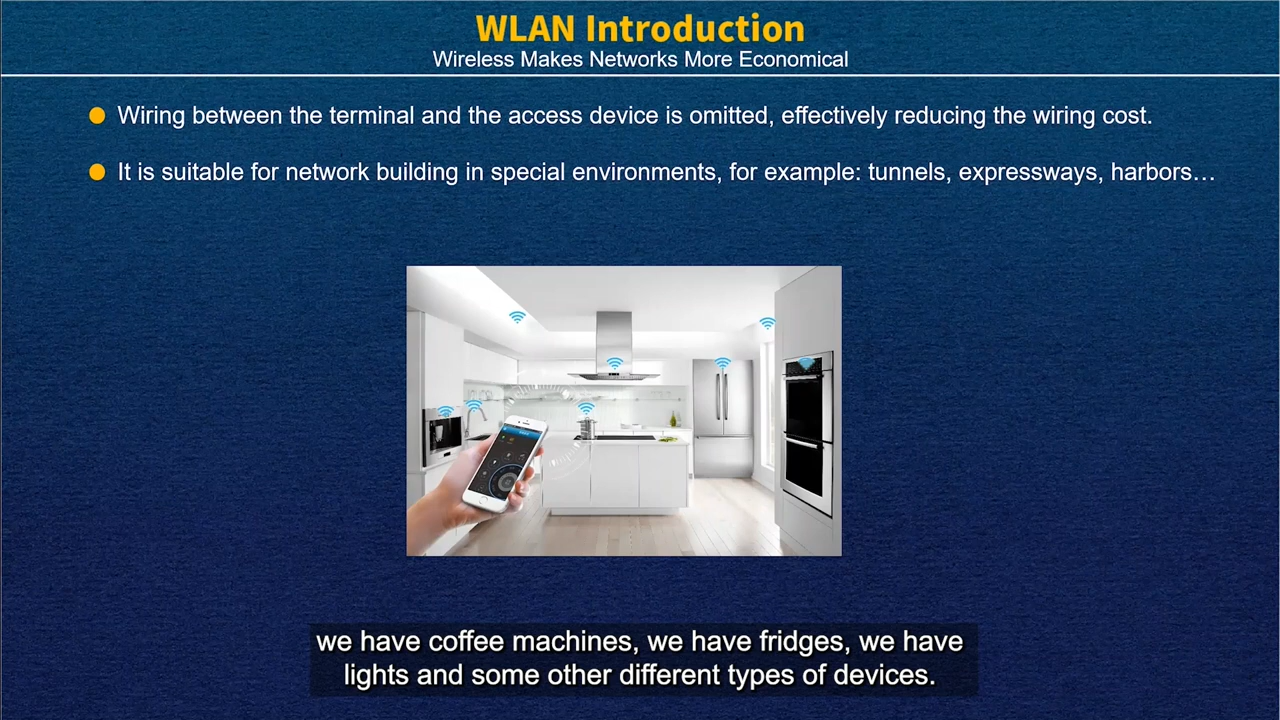 WLAN Introduction
Wireless Makes Networks More Economical
Wiring between the terminal and the access device is omitted, effectively reducing the wiring cost.
It is suitable for network building in special environments, for example: tunnels, expressways, harbors…
we have coffee machines, we have fridges, we have
lights and some other different types of devices.